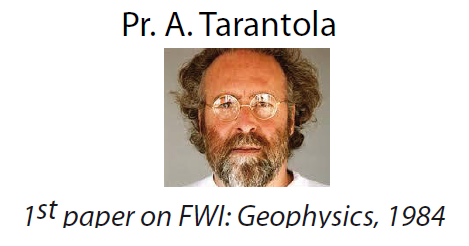 Pr. A. Tarantola
1st paper on FWI: Geophysics, 1984